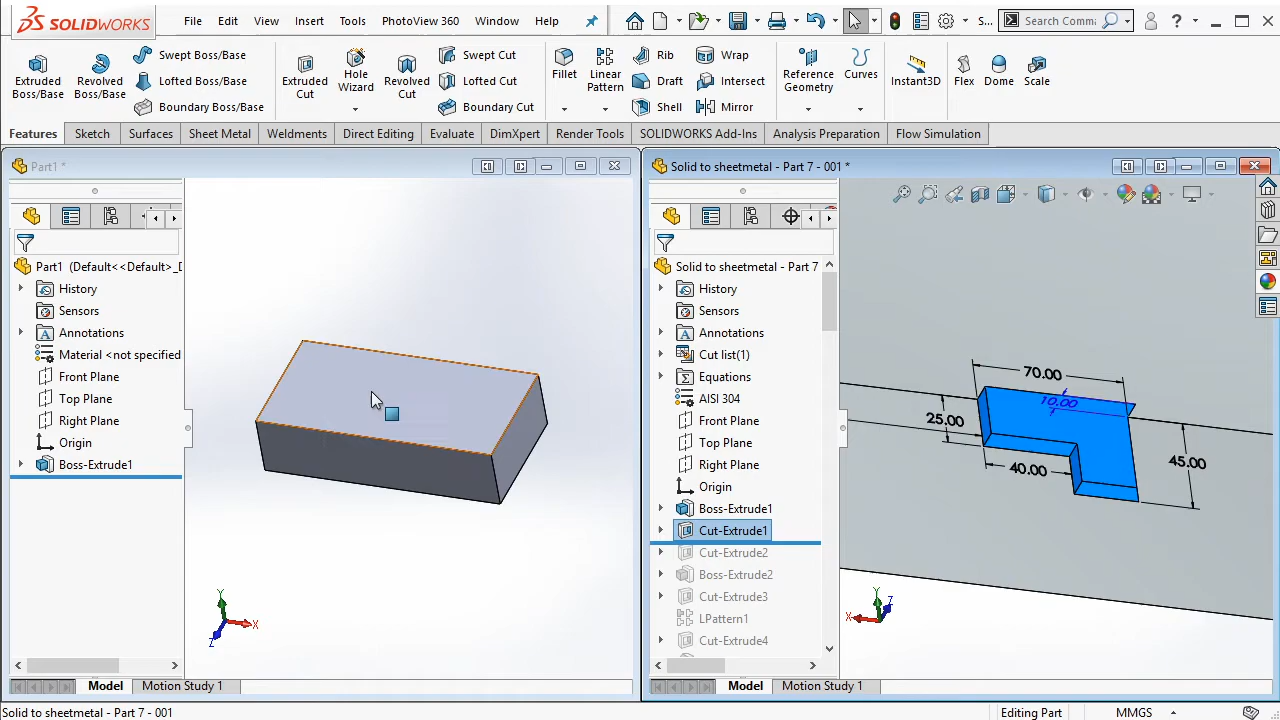 SOLIDWORKS File Edit View Insert Tools PhotoView 360 Window Help S... Search Comma
Extruded Boss/Base
Revolved Boss/Base
Swept Boss/Base
Lofted Boss/Base
Boundary Boss/Base
Extruded Cut
Hole Wizard
Revolved Cut
Swept Cut
Lofted Cut
Boundary Cut
Fillet
Linear Pattern
Rib
Draft
Shell
Wrap
Intersect
Mirror
Reference Geometry
Curves
Instant3D
Flex
Dome
Scale
Features Sketch Surfaces Sheet Metal Weldments Direct Editing Evaluate DimXpert Render Tools SOLIDWORKS Add-Ins Analysis Preparation Flow Simulation
Part1 *
Part1 (Default<<Default>_D
History
Sensors
Annotations
Material <not specified
Front Plane
Top Plane
Right Plane
Origin
Boss-Extrude1
Y
X
Z
Model Motion Study 1
Solid to sheetmetal - Part 7 - 001 *
Solid to sheetmetal - Part 7
History
Sensors
Annotations
Cut list(1)
Equations
AISI 304
Front Plane
Top Plane
Right Plane
Origin
Boss-Extrude1
Cut-Extrude1
Cut-Extrude2
Boss-Extrude2
Cut-Extrude3
LPattern1
Cut-Extrude4
70.00
10.00
25.00
40.00
45.00
Y
Z
X
Model Motion Study 1
Solid to sheetmetal - Part 7 - 001 Editing Part MMGS